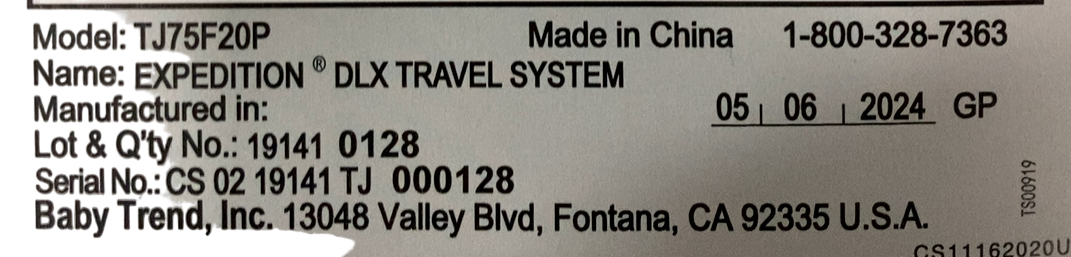 Model: TJ75F20P Made in China 1-800-328-7363
Name: EXPEDITION ® DLX TRAVEL SYSTEM
Manufactured in: 05 | 06 | 2024 GP
Lot & Q'ty No.: 19141 0128
Serial No.: CS 02 19141 TJ 000128
Baby Trend, Inc. 13048 Valley Blvd, Fontana, CA 92335 U.S.A.
TS00919
CS11162020U